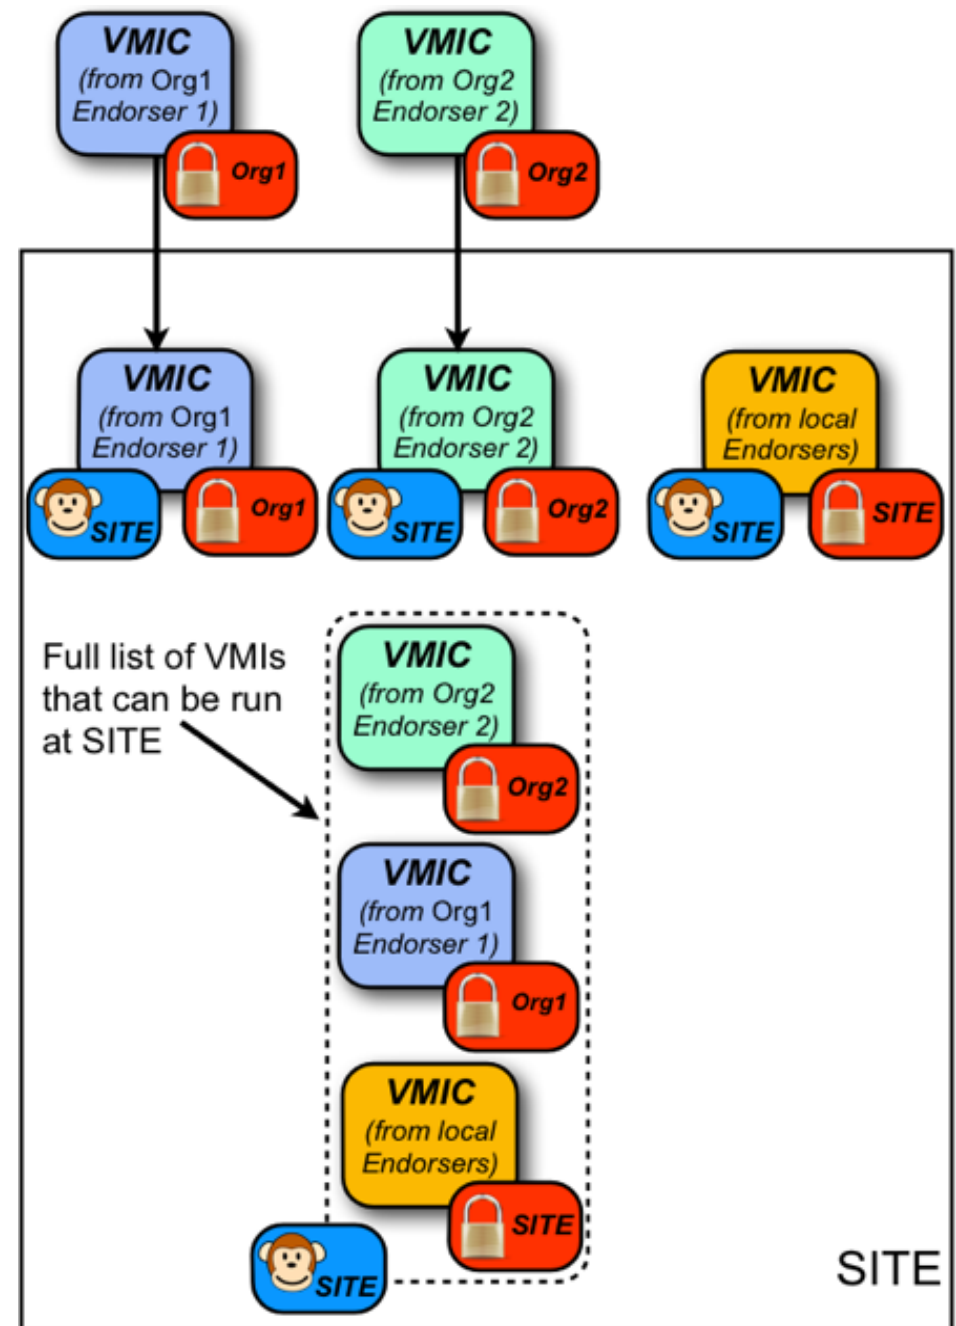 VMIC
(from Org1
Endorser 1)
Org1
VMIC
(from Org2
Endorser 2)
Org2
VMIC
(from Org1
Endorser 1)
SITE
Org1
VMIC
(from Org2
Endorser 2)
SITE
Org2
VMIC
(from local
Endorsers)
SITE
SITE
Full list of VMIs
that can be run
at SITE
VMIC
(from Org2
Endorser 2)
Org2
VMIC
(from Org1
Endorser 1)
Org1
VMIC
(from local
Endorsers)
SITE
SITE
SITE